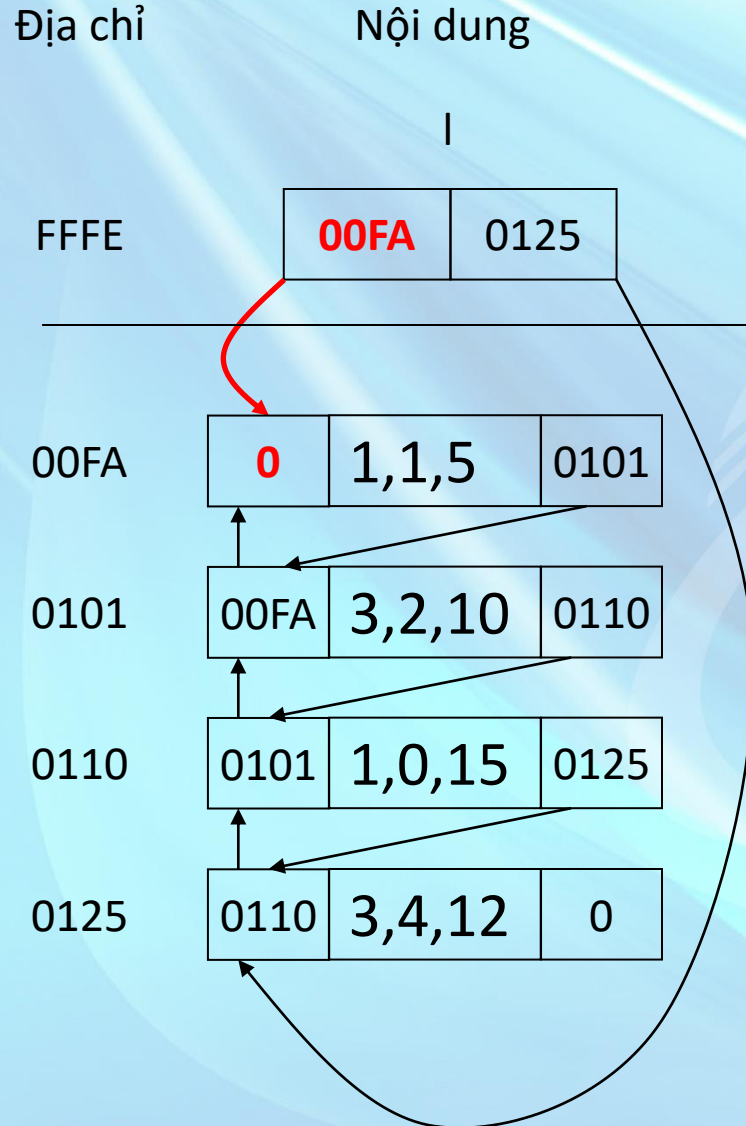 Địa chỉ Nội dung
l
FFFE 00FA 0125
00FA 0 1,1,5 0101
0101 00FA 3,2,10 0110
0110 0101 1,0,15 0125
0125 0110 3,4,12 0